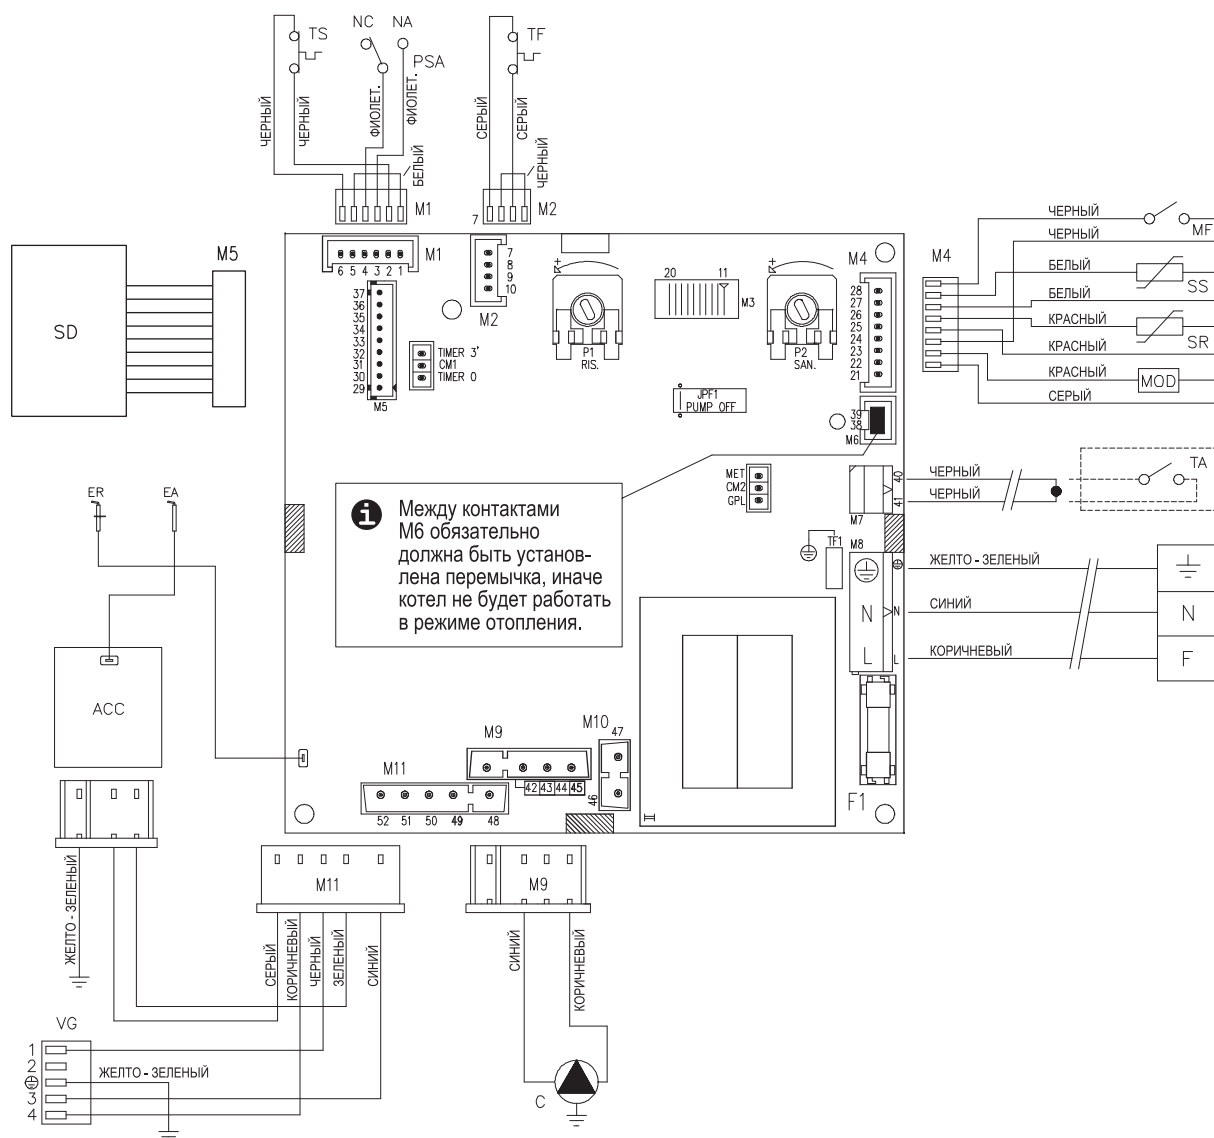 TS
NC
NA
PSA
TF
ЧЕРНЫЙ
ЧЕРНЫЙ
ФИОЛЕТ.
ФИОЛЕТ.
БЕЛЫЙ
СЕРЫЙ
СЕРЫЙ
ЧЕРНЫЙ
M1
7
M2
SD
M5
M1
6 5 4 3 2 1
7
8
9
10
M2
37
36
35
34
33
32
31
30
29
M5
TIMER 3'
CM1
TIMER 0
P1
RIS.
20
11
M3
P2
SAN.
JPF1
PUMP OFF
M4
28
27
26
25
24
23
22
21
39
38
M6
M4
ЧЕРНЫЙ
MF
ЧЕРНЫЙ
БЕЛЫЙ
SS
БЕЛЫЙ
КРАСНЫЙ
SR
КРАСНЫЙ
КРАСНЫЙ
MOD
СЕРЫЙ
MET
CM2
GPL
40
41
M7
ЧЕРНЫЙ
ЧЕРНЫЙ
TA
ER
EA
i
Между контактами
M6 обязательно
должна быть установ-
лена перемычка, иначе
котел не будет работать
в режиме отопления.
TF1
M8
N
N
L
L
ЖЕЛТО - ЗЕЛЕНЫЙ
СИНИЙ
N
КОРИЧНЕВЫЙ
F
ACC
F1
M9
42 43 44 45
M10
47
46
M11
52 51 50 49 48
ЖЕЛТО - ЗЕЛЕНЫЙ
M11
СЕРЫЙ
КОРИЧНЕВЫЙ
ЧЕРНЫЙ
ЗЕЛЕНЫЙ
СИНИЙ
M9
СИНИЙ
КОРИЧНЕВЫЙ
C
VG
1
2
3
4
ЖЕЛТО - ЗЕЛЕНЫЙ